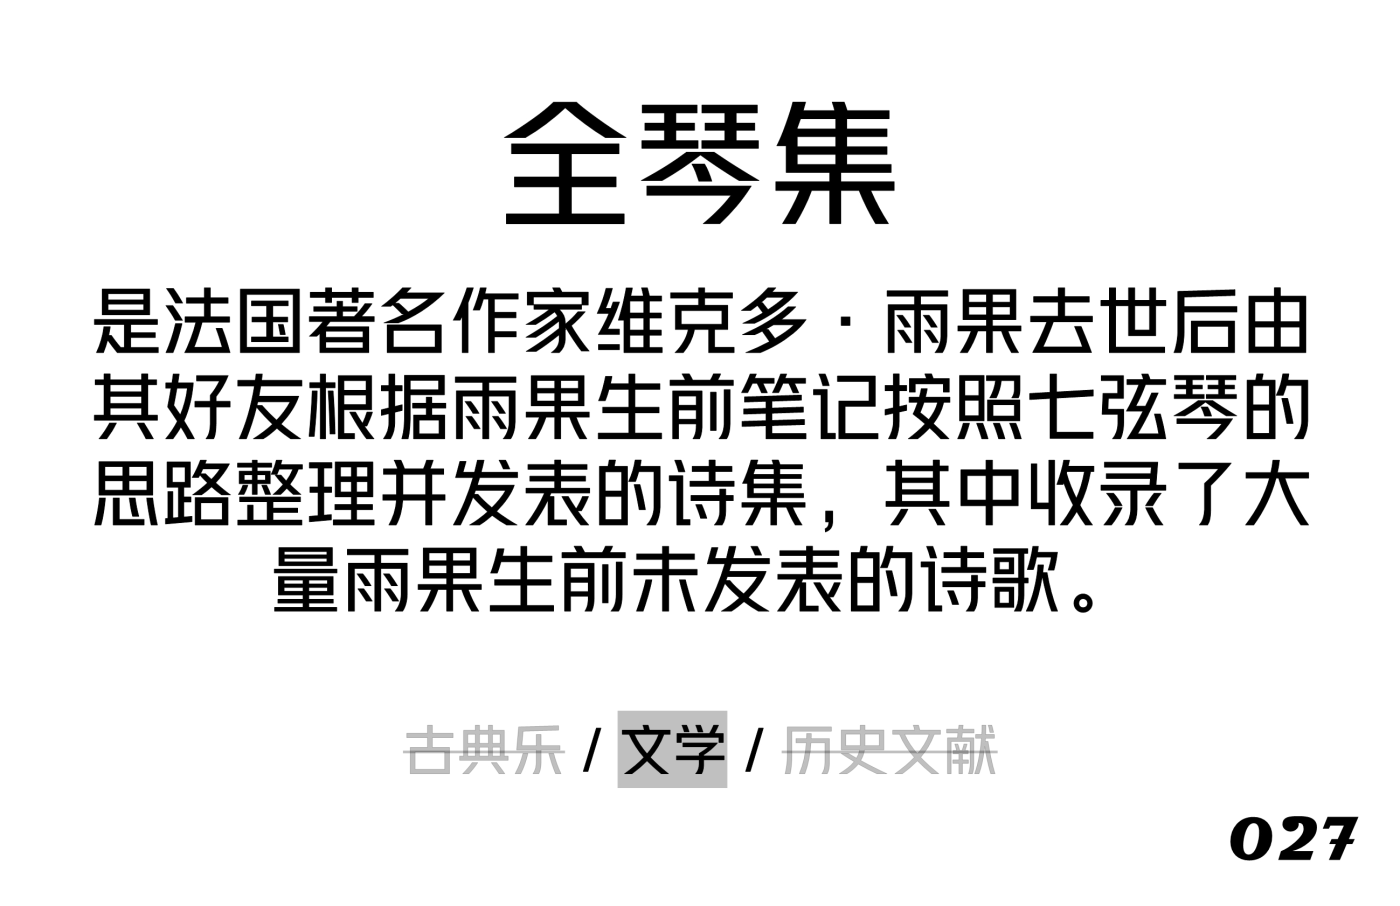 全琴集
是法国著名作家维克多·雨果去世后由
其好友根据雨果生前笔记按照七弦琴的
思路整理并发表的诗集，其中收录了大
量雨果生前未发表的诗歌。
古典乐 / 文学 / 历史文献
027